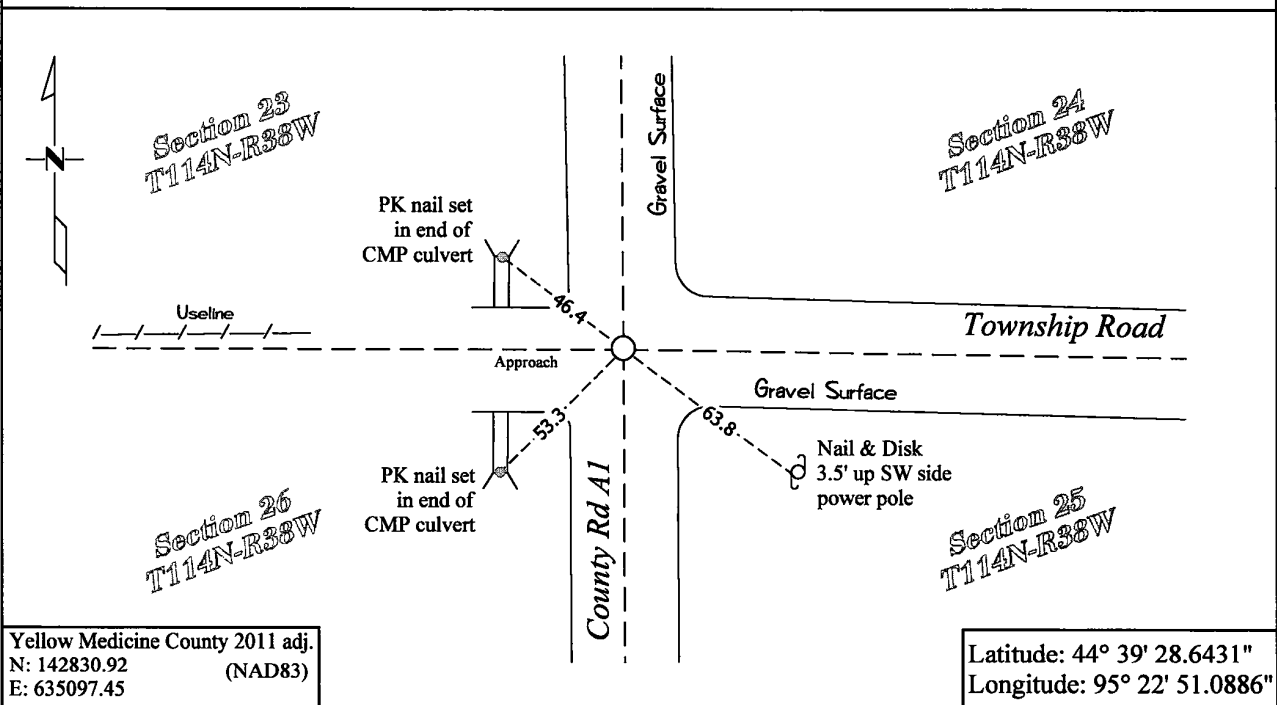 Section 23
T114N-R38W
Section 24
T114N-R38W
N
Gravel Surface
PK nail set
in end of
CMP culvert
46.4
Useline
Approach
Township Road
Gravel Surface
53.3
63.8
Nail & Disk
3.5' up SW side
power pole
PK nail set
in end of
CMP culvert
County Rd A1
Section 26
T114N-R38W
Section 25
T114N-R38W
Yellow Medicine County 2011 adj.
N: 142830.92 (NAD83)
E: 635097.45
Latitude: 44° 39' 28.6431"
Longitude: 95° 22' 51.0886"